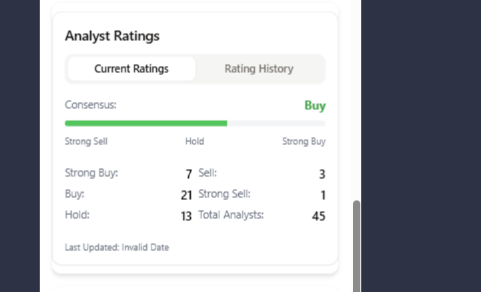 Analyst Ratings
Current Ratings Rating History
Consensus: Buy
Strong Sell Hold Strong Buy
Strong Buy: 7 Sell: 3
Buy: 21 Strong Sell: 1
Hold: 13 Total Analysts: 45
Last Updated: Invalid Date